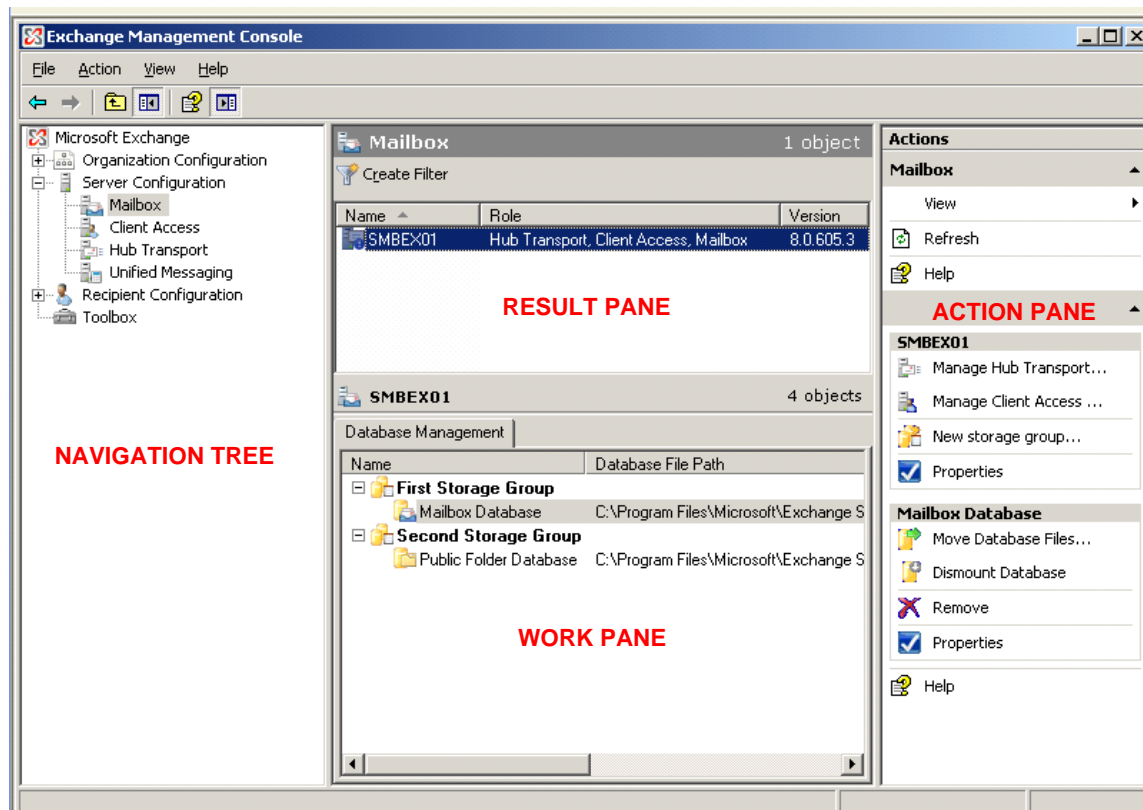 Exchange Management Console
File Action View Help
Microsoft Exchange
Organization Configuration
Server Configuration
Mailbox
Client Access
Hub Transport
Unified Messaging
Recipient Configuration
Toolbox
NAVIGATION TREE
Mailbox 1 object
Create Filter
Name Role Version
SMBEX01 Hub Transport, Client Access, Mailbox 8.0.605.3
RESULT PANE
SMBEX01 4 objects
Database Management
Name Database File Path
First Storage Group
Mailbox Database C:\Program Files\Microsoft\Exchange S
Second Storage Group
Public Folder Database C:\Program Files\Microsoft\Exchange S
WORK PANE
Actions
Mailbox
View
Refresh
Help
ACTION PANE
SMBEX01
Manage Hub Transport...
Manage Client Access ...
New storage group...
Properties
Mailbox Database
Move Database Files...
Dismount Database
Remove
Properties
Help